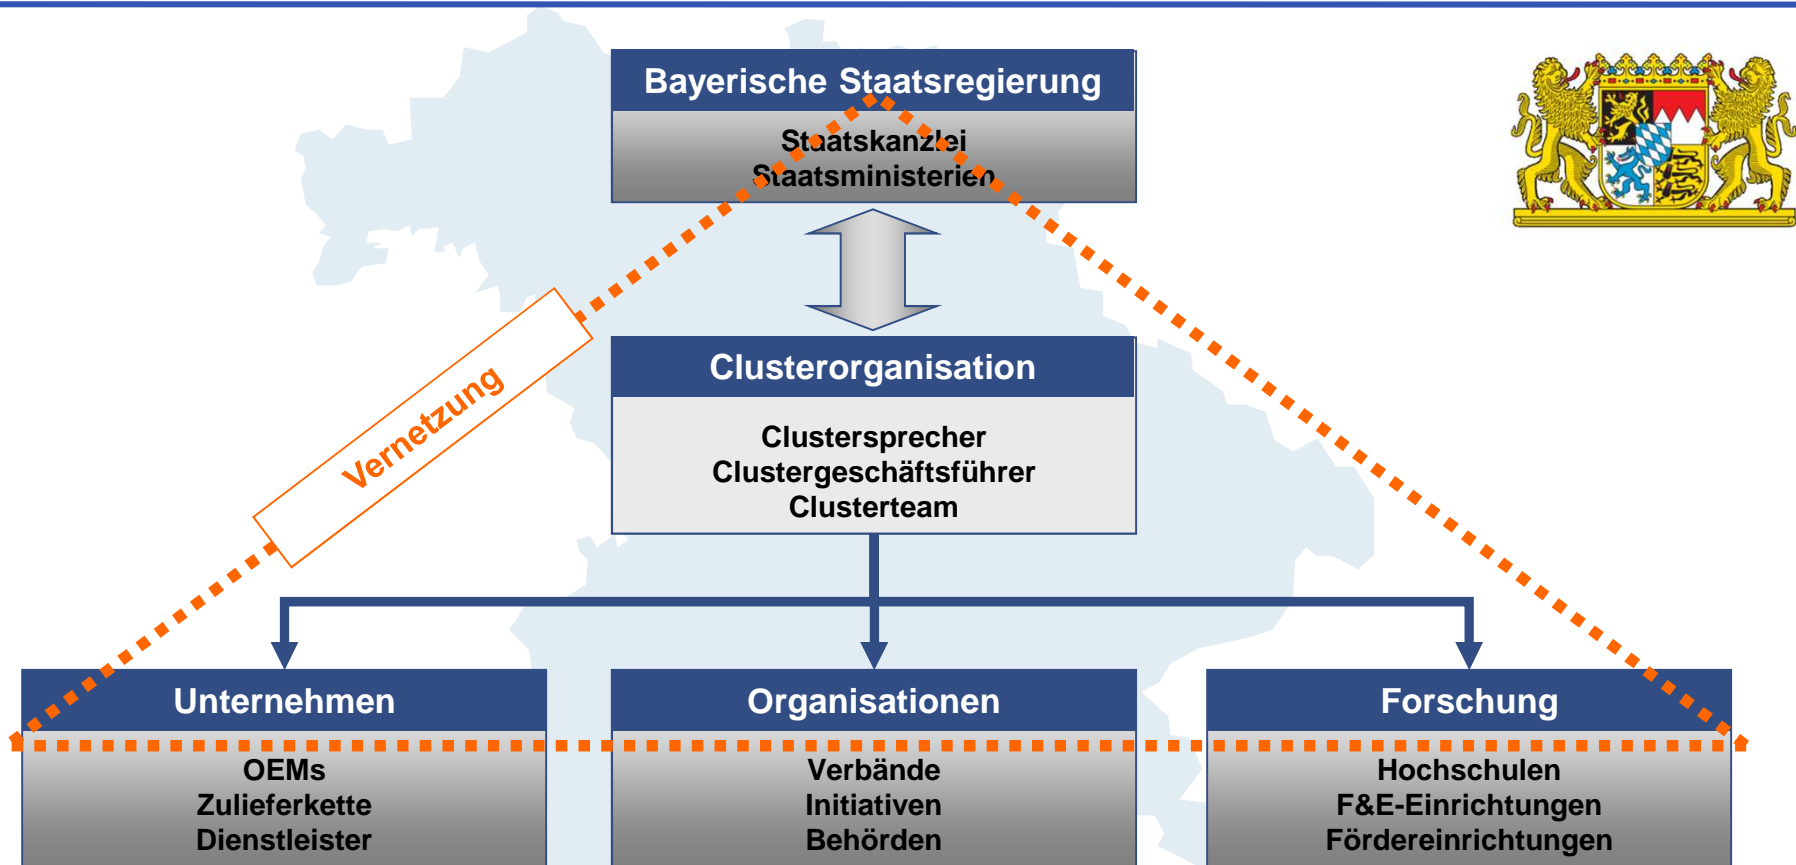 Bayerische Staatsregierung
Staatskanzlei
Staatsministerien
Vernetzung
Clusterorganisation
Clustersprecher
Clustergeschäftsführer
Clusterteam
Unternehmen
OEMs
Zulieferkette
Dienstleister
Organisationen
Verbände
Initiativen
Behörden
Forschung
Hochschulen
F&E-Einrichtungen
Fördereinrichtungen